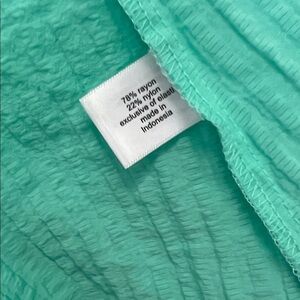 78% rayon
22% nylon
exclusive of elastic
made in
Indonesia